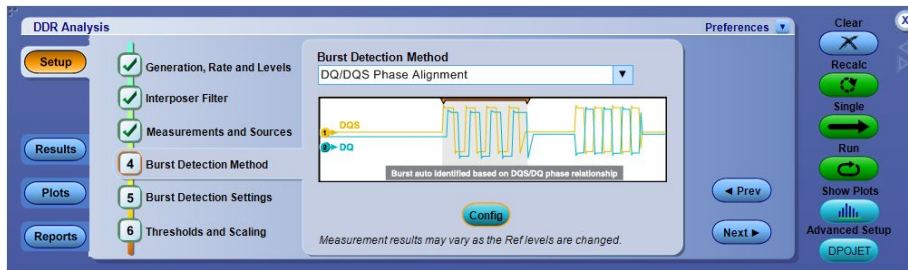 DDR Analysis
Preferences
Clear
X
Setup
Generation, Rate and Levels
Interposer Filter
Measurements and Sources
4 Burst Detection Method
5 Burst Detection Settings
6 Thresholds and Scaling
Results
Plots
Reports
Burst Detection Method
DQ/DQS Phase Alignment
1 DQS
2 DQ
Burst auto identified based on DQS/DQ phase relationship
Config
Measurement results may vary as the Ref levels are changed.
◄ Prev
Next ►
Recalc
Single
Run
Show Plots
Advanced Setup
DPOJET